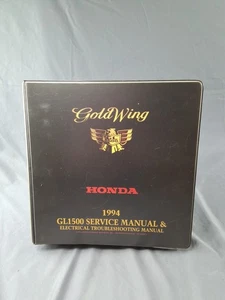 GoldWing
HONDA
1994
GL1500 SERVICE MANUAL &
ELECTRICAL TROUBLESHOOTING MANUAL